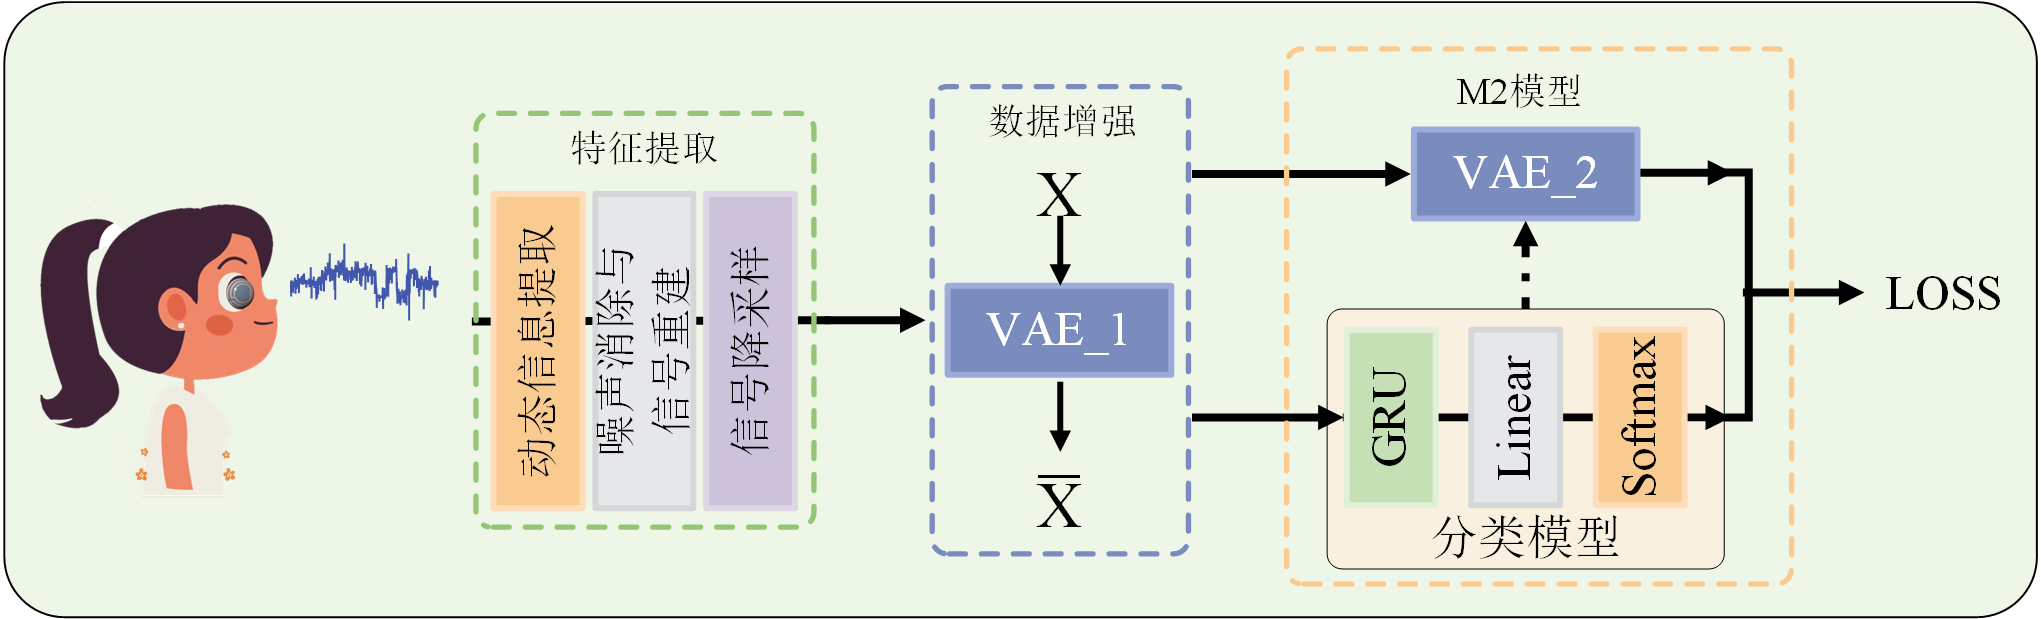 特征提取
动态信息提取
噪声消除与
信号重建
信号降采样
数据增强
X
VAE_1
X̅
M2模型
VAE_2
GRU
Linear
Softmax
分类模型
LOSS